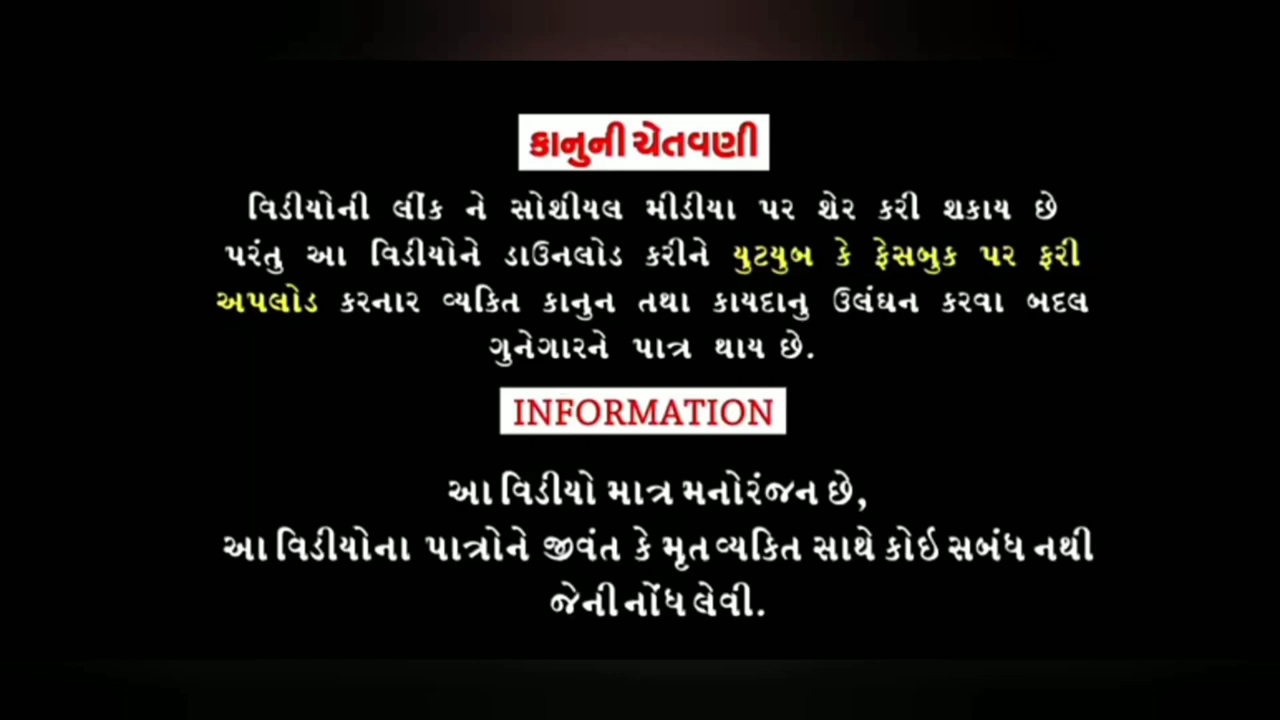 કાનુની ચેતવણી
વિડીયોની લીંક ને સોશીયલ મીડીયા પર શેર કરી શકાય છે
પરંતુ આ વિડીયોને ડાઉનલોડ કરીને યુટયુબ કે ફેસબુક પર ફરી
અપલોડ કરનાર વ્યકિત કાનુન તથા કાયદાનુ ઉલંઘન કરવા બદલ
ગુનેગારને પાત્ર થાય છે.
INFORMATION
આ વિડીયો માત્ર મનોરંજન છે,
આ વિડીયોના પાત્રોને જીવંત કે મૃત વ્યકિત સાથે કોઇ સબંધ નથી
જેની નોંધ લેવી.